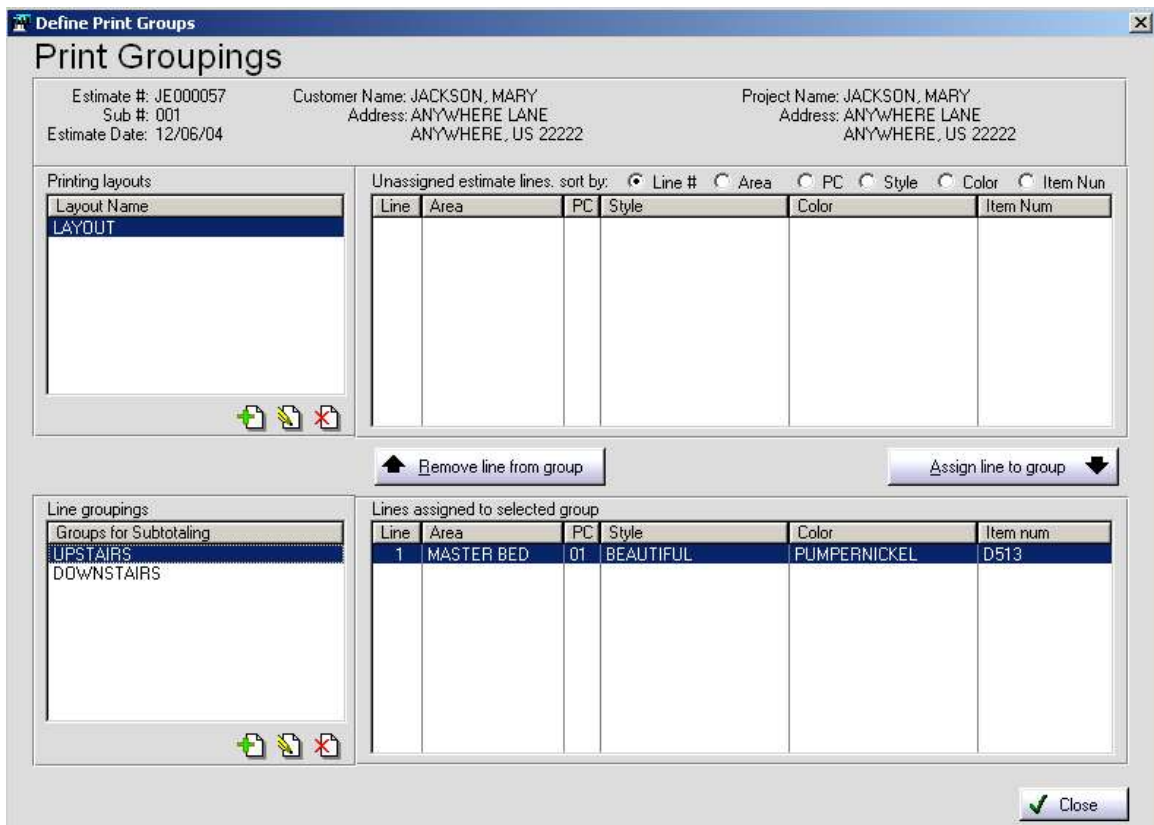 Define Print Groups
Print Groupings
Estimate #: JE000057
Sub #: 001
Estimate Date: 12/06/04
Customer Name: JACKSON, MARY
Address: ANYWHERE LANE
ANYWHERE, US 22222
Project Name: JACKSON, MARY
Address: ANYWHERE LANE
ANYWHERE, US 22222
Printing layouts
Layout Name
LAYOUT
Unassigned estimate lines. sort by: Line # Area PC Style Color Item Nun
Line Area PC Style Color Item Num
Remove line from group
Assign line to group
Line groupings
Groups for Subtotaling
UPSTAIRS
DOWNSTAIRS
Lines assigned to selected group
Line Area PC Style Color Item num
1 MASTER BED 01 BEAUTIFUL PUMPERNICKEL D513
Close